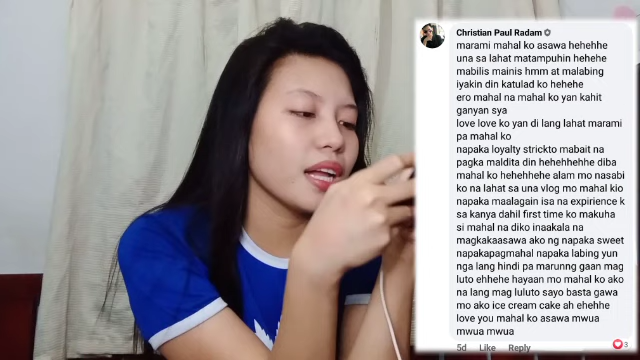 Christian Paul Radam
marami mahal ko asawa hehehhe
una sa lahat matampuhin hehehe
mabilis mainis hmm at malabing
iyakin din katulad ko hehehe
ero mahal na mahal ko yan kahit
ganyan sya
love love ko yan di lang lahat marami
pa mahal ko
napaka loyalty strickto mabait na
pagka maldita din hehehhehhe diba
mahal ko hehehhehe alam mo nasabi
ko na lahat sa una vlog mo mahal kio
napaka maalagain isa na expirience k
sa kanya dahil first time ko makuha
si mahal na diko inaakala na
magkakaasawa ako ng napaka sweet
napakapagmahal napaka labing yun
nga lang hindi pa marunng gaan mag
luto ehhehe hayaan mo mahal ko ako
na lang mag luluto sayo basta gawa
mo ako ice cream cake ah ehehhe
love you mahal ko asawa mwua
mwua mwua
5d Like Reply 3